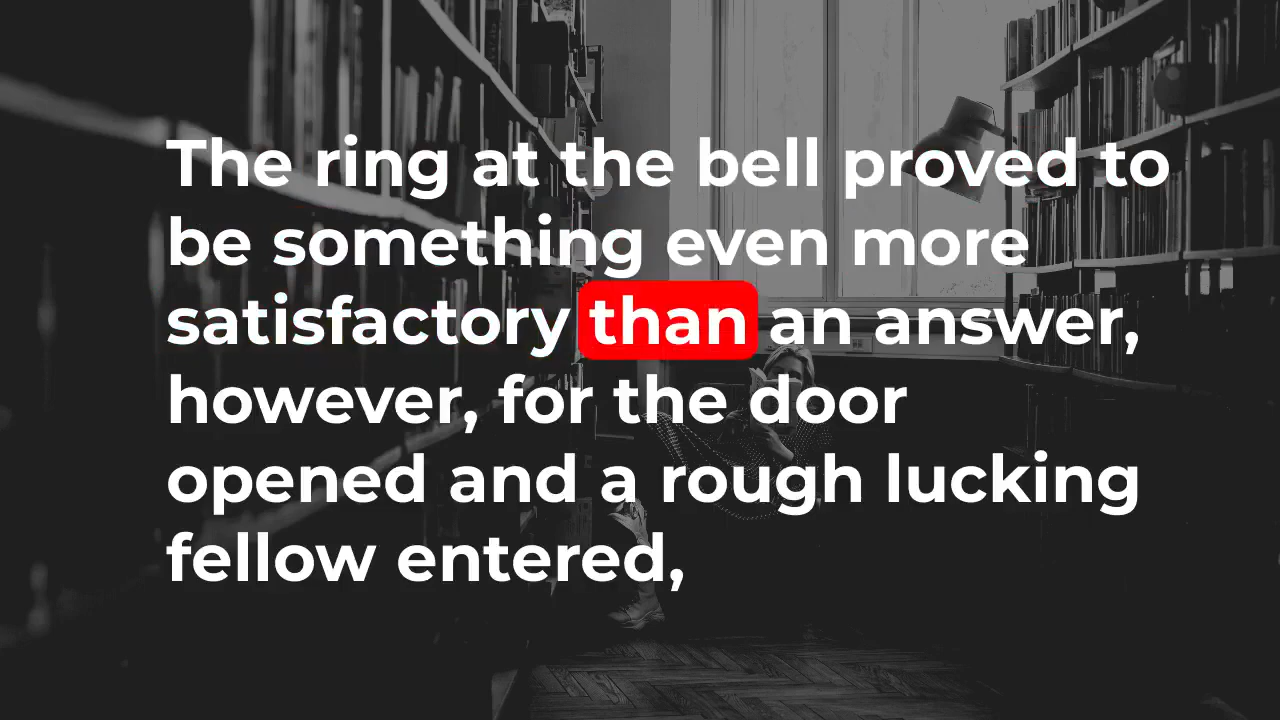 The ring at the bell proved to
be something even more
satisfactory than an answer,
however, for the door
opened and a rough lucking
fellow entered,